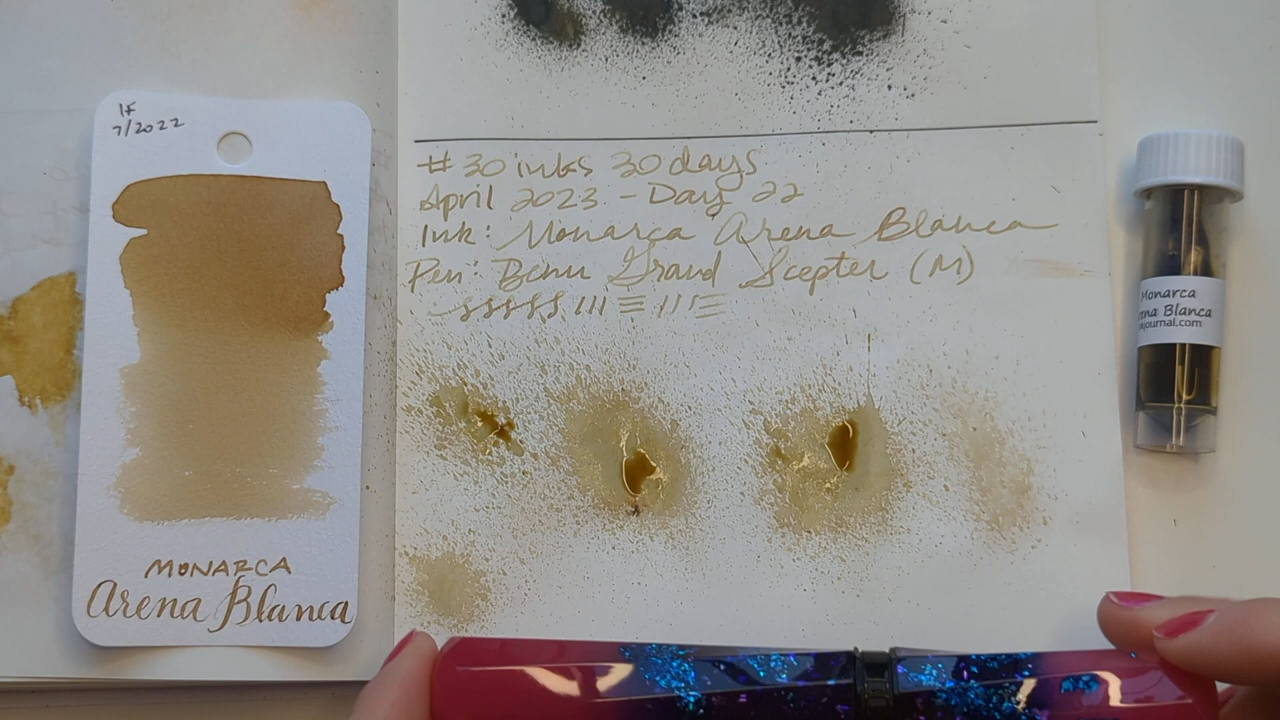 1F
7/2022
MONARCA
Arena Blanca
#30 inks 30 days
April 2023 - Day 22
Ink: Monarca Arena Blanca
Pen: Benu Grand Scepter (M)
Monarca
ena Blanca
kjournal.com